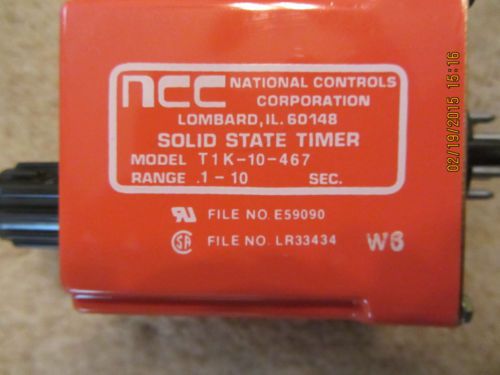 ncc NATIONAL CONTROLS
CORPORATION
LOMBARD, IL. 60148
SOLID STATE TIMER
MODEL T1K-10-467
RANGE .1-10 SEC.
FILE NO. E59090
SA FILE NO. LR33434
W6
02/19/2015 15:16